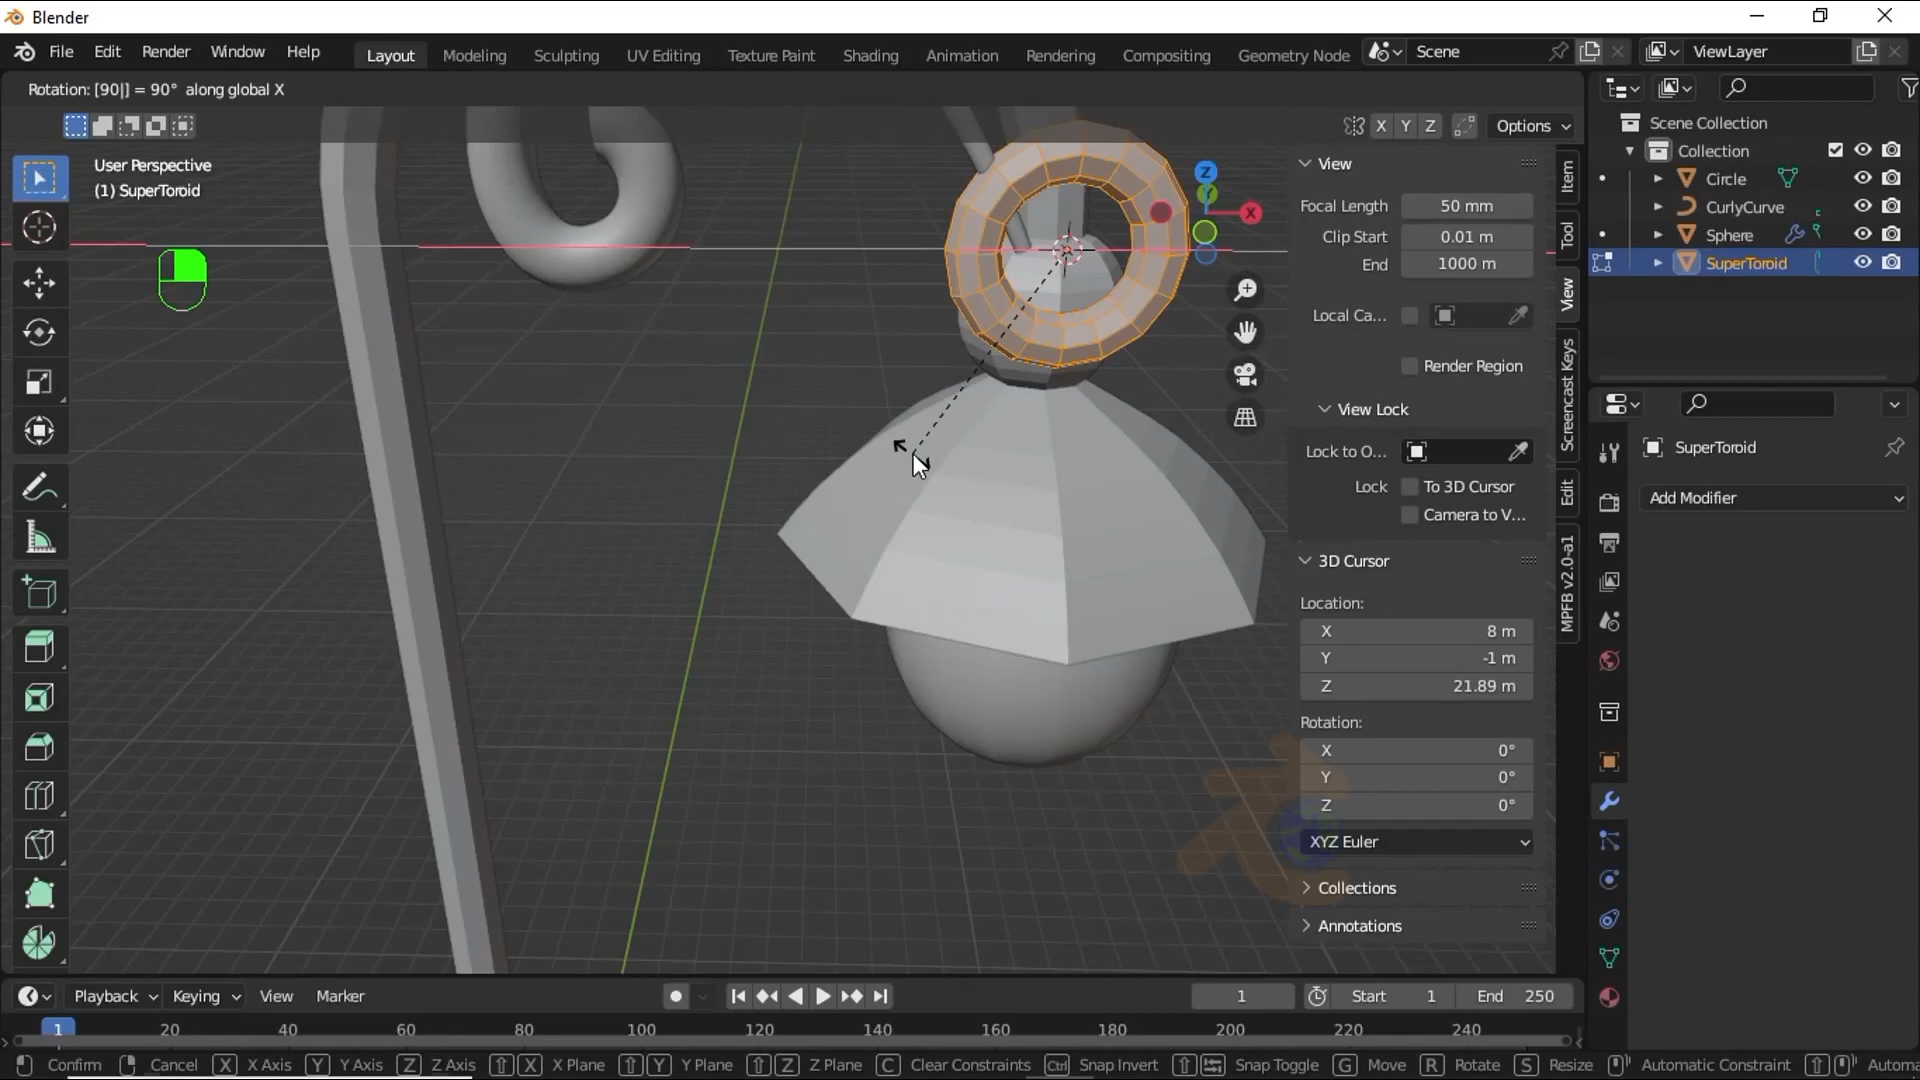 Blender
File Edit Render Window Help
Layout Modeling Sculpting UV Editing Texture Paint Shading Animation Rendering Compositing Geometry Node
Scene
ViewLayer
Rotation: [90|] = 90° along global X
X Y Z
Options
User Perspective
(1) SuperToroid
Z
Y
X
View
Focal Length 50 mm
Clip Start 0.01 m
End 1000 m
Local Ca...
Render Region
View Lock
Lock to O...
Lock To 3D Cursor
Camera to V...
3D Cursor
Location:
X 8 m
Y -1 m
Z 21.89 m
Rotation:
X 0°
Y 0°
Z 0°
XYZ Euler
Collections
Annotations
Item
Tool
View
Screencast Keys
Edit
MPFB v2.0-a1
Scene Collection
Collection
Circle
CurlyCurve
Sphere
SuperToroid
SuperToroid
Add Modifier
Playback Keying View Marker
1
Start 1
End 250
1 20 40 60 80 100 120 140 160 180 200 220 240
Confirm Cancel X X Axis Y Y Axis Z Z Axis X X Plane Y Y Plane Z Z Plane C Clear Constraints Ctrl Snap Invert Snap Toggle G Move R Rotate S Resize Automatic Constraint Automa